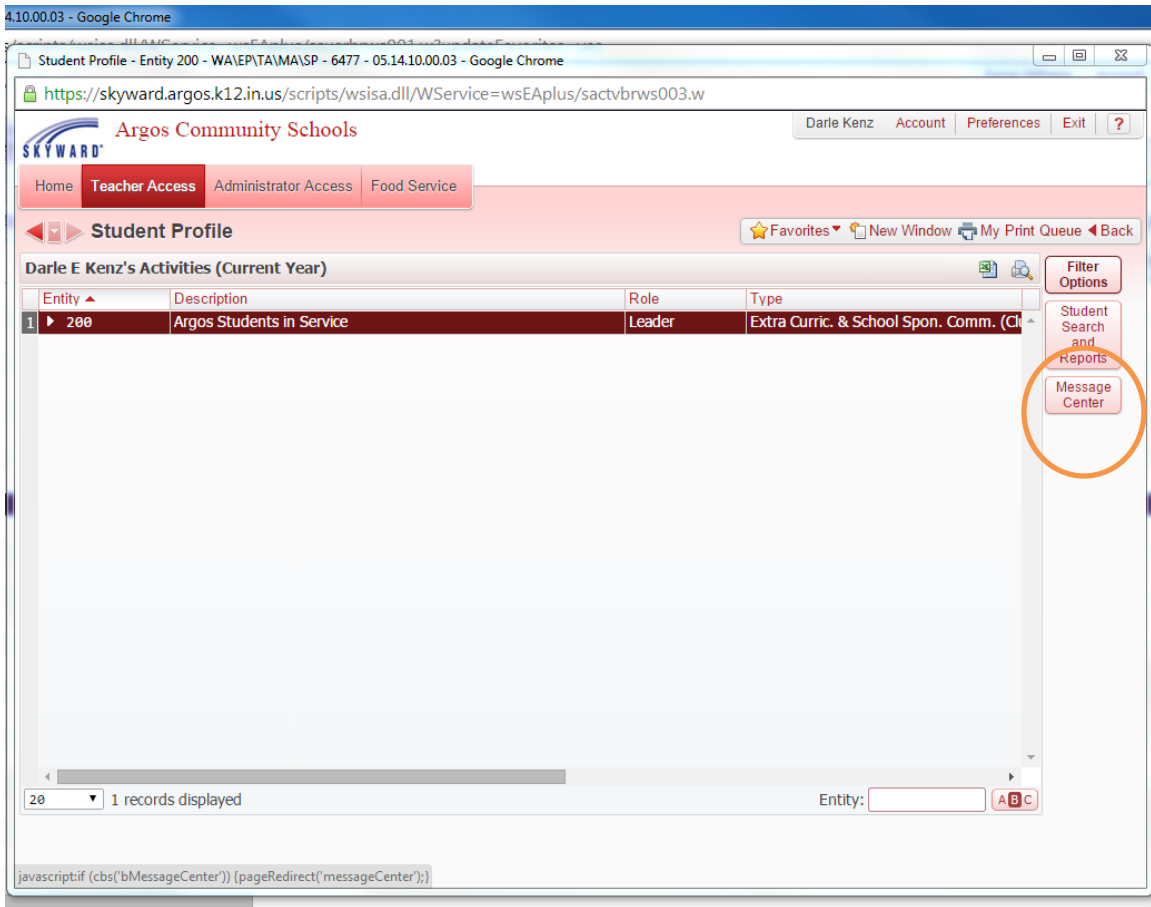 4.10.00.03 - Google Chrome
Student Profile - Entity 200 - WA\EP\TA\MA\SP - 6477 - 05.14.10.00.03 - Google Chrome
https://skyward.argos.k12.in.us/scripts/wsisa.dll/WService=wsEAplus/sactvbrws003.w
SKYWARD
Argos Community Schools
Darle Kenz Account Preferences Exit ?
Home Teacher Access Administrator Access Food Service
Student Profile
Favorites New Window My Print Queue Back
Darle E Kenz's Activities (Current Year)
Filter
Options
Entity Description Role Type
1 200 Argos Students in Service Leader Extra Curric. & School Spon. Comm. (Clu
Student
Search
and
Reports
Message
Center
20 1 records displayed Entity: ABC
javascript:if (cbs('bMessageCenter')) {pageRedirect('messageCenter');}